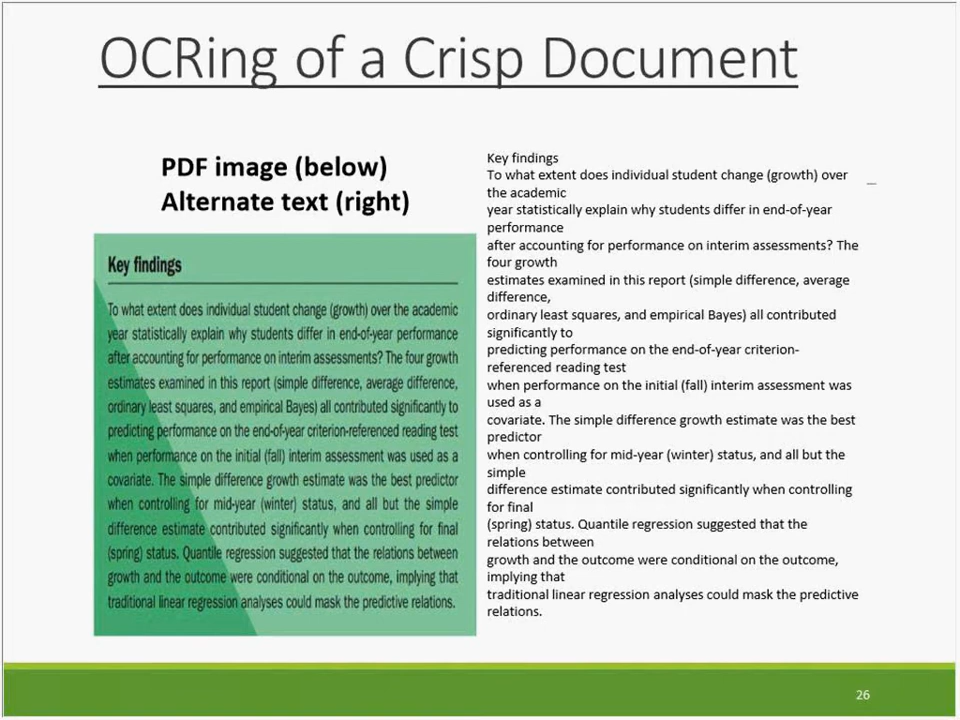 OCRing of a Crisp Document
PDF image (below)
Alternate text (right)
Key findings
To what extent does individual student change (growth) over the academic
year statistically explain why students differ in end-of-year performance
after accounting for performance on interim assessments? The four growth
estimates examined in this report (simple difference, average difference,
ordinary least squares, and empirical Bayes) all contributed significantly to
predicting performance on the end-of-year criterion-referenced reading test
when performance on the initial (fall) interim assessment was used as a
covariate. The simple difference growth estimate was the best predictor
when controlling for mid-year (winter) status, and all but the simple
difference estimate contributed significantly when controlling for final
(spring) status. Quantile regression suggested that the relations between
growth and the outcome were conditional on the outcome, implying that
traditional linear regression analyses could mask the predictive relations.
Key findings
To what extent does individual student change (growth) over
the academic
year statistically explain why students differ in end-of-year
performance
after accounting for performance on interim assessments? The
four growth
estimates examined in this report (simple difference, average
difference,
ordinary least squares, and empirical Bayes) all contributed
significantly to
predicting performance on the end-of-year criterion-
referenced reading test
when performance on the initial (fall) interim assessment was
used as a
covariate. The simple difference growth estimate was the best
predictor
when controlling for mid-year (winter) status, and all but the
simple
difference estimate contributed significantly when controlling
for final
(spring) status. Quantile regression suggested that the
relations between
growth and the outcome were conditional on the outcome,
implying that
traditional linear regression analyses could mask the predictive
relations.
26